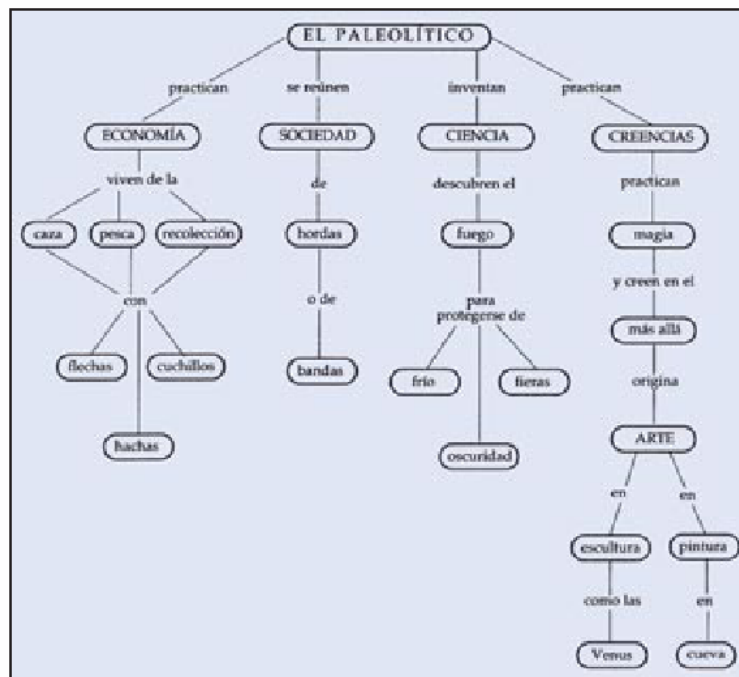 EL PALEOLÍTICO
practican se reúnen inventan practican
ECONOMÍA SOCIEDAD CIENCIA CREENCIAS
viven de la de descubren el practican
caza pesca recolección hordas fuego magia
y creen en el
con o de para
protegerse de
más allá
flechas cuchillos bandas frío fieras origina
hachas oscuridad ARTE
en en
escultura pintura
como las en
Venus cueva